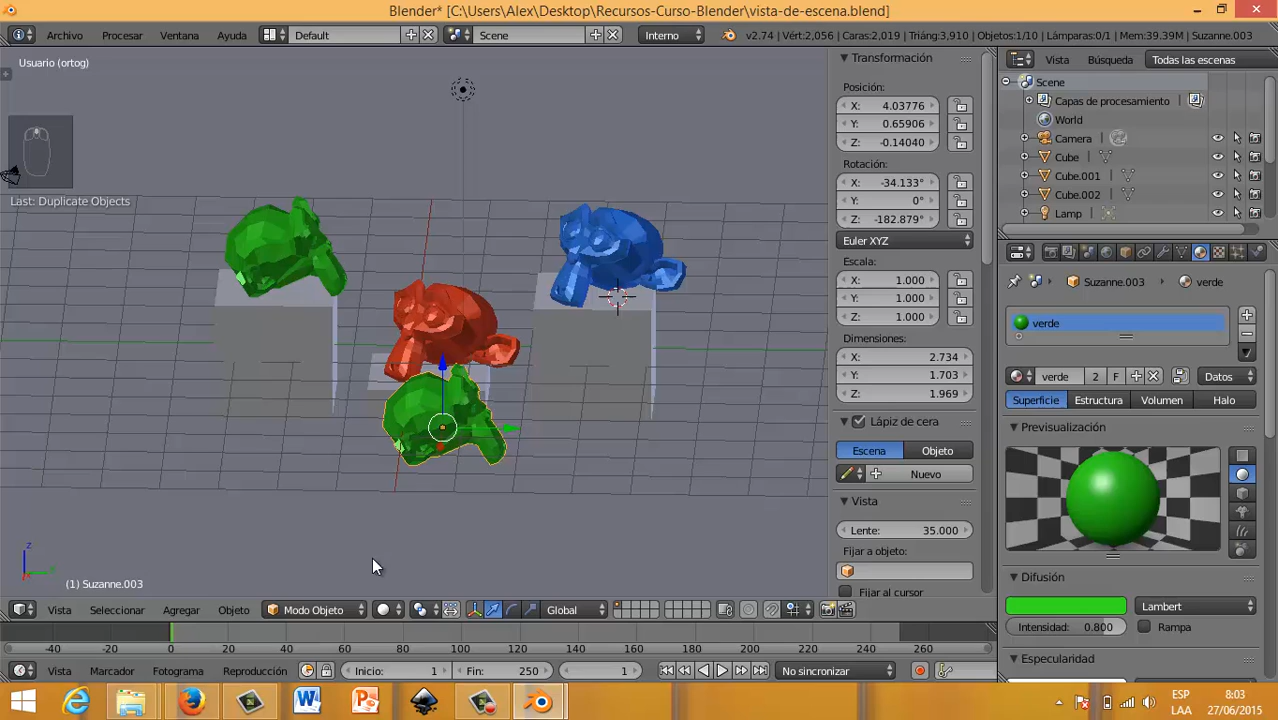 Blender* [C:\Users\Alex\Desktop\Recursos-Curso-Blender\vista-de-escena.blend]
Archivo Procesar Ventana Ayuda Default Scene Interno v2.74 | Vért:2,056 | Caras:2,019 | Triáng:3,910 | Objetos:1/10 | Lámparas:0/1 | Mem:39.39M | Suzanne.003
Usuario (ortog)
Last: Duplicate Objects
(1) Suzanne.003
z
Vista Seleccionar Agregar Objeto Modo Objeto Global
-40 -20 0 20 40 60 80 100 120 140 160 180 200 220 240 260
Vista Marcador Fotograma Reproducción Inicio: 1 Fin: 250 1 No sincronizar
Transformación
Posición:
X: 4.03776
Y: 0.65906
Z: -0.14040
Rotación:
X: -34.133°
Y: 0°
Z: -182.879°
Euler XYZ
Escala:
X: 1.000
Y: 1.000
Z: 1.000
Dimensiones:
X: 2.734
Y: 1.703
Z: 1.969
Lápiz de cera
Escena Objeto
Nuevo
Vista
Lente: 35.000
Fijar a objeto:
Fijar al cursor
Vista Búsqueda Todas las escenas
Scene
Capas de procesamiento
World
Camera
Cube
Cube.001
Cube.002
Lamp
Suzanne.003 verde
verde
verde 2 F Datos
Superficie Estructura Volumen Halo
Previsualización
Difusión
Lambert
Intensidad: 0.800 Rampa
Especularidad
ESP 8:03
LAA 27/06/2015